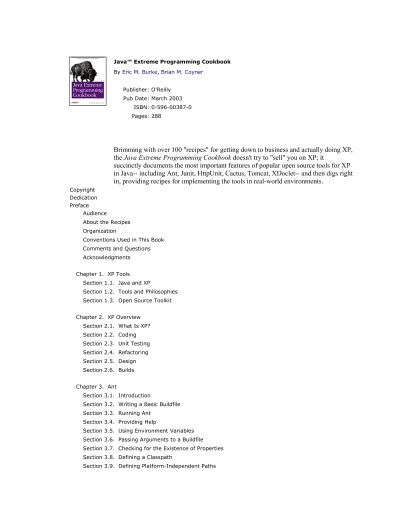 Java™ Extreme Programming Cookbook
By Eric M. Burke, Brian M. Coyner
Publisher: O'Reilly
Pub Date: March 2003
ISBN: 0-596-00387-0
Pages: 288
Java Extreme
Programming
Cookbook
Brimming with over 100 "recipes" for getting down to business and actually doing XP,
the Java Extreme Programming Cookbook doesn't try to "sell" you on XP; it
succinctly documents the most important features of popular open source tools for XP
in Java-- including Ant, Junit, HttpUnit, Cactus, Tomcat, XDoclet-- and then digs right
in, providing recipes for implementing the tools in real-world environments.
Copyright
Dedication
Preface
Audience
About the Recipes
Organization
Conventions Used in This Book
Comments and Questions
Acknowledgments
Chapter 1. XP Tools
Section 1.1. Java and XP
Section 1.2. Tools and Philosophies
Section 1.3. Open Source Toolkit
Chapter 2. XP Overview
Section 2.1. What Is XP?
Section 2.2. Coding
Section 2.3. Unit Testing
Section 2.4. Refactoring
Section 2.5. Design
Section 2.6. Builds
Chapter 3. Ant
Section 3.1. Introduction
Section 3.2. Writing a Basic Buildfile
Section 3.3. Running Ant
Section 3.4. Providing Help
Section 3.5. Using Environment Variables
Section 3.6. Passing Arguments to a Buildfile
Section 3.7. Checking for the Existence of Properties
Section 3.8. Defining a Classpath
Section 3.9. Defining Platform-Independent Paths